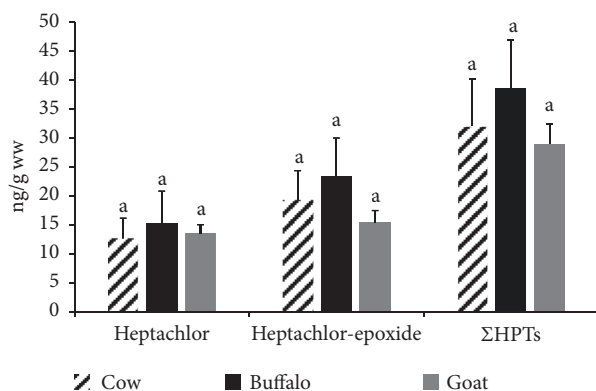 50
45
40
35
30
25
20
15
10
5
0
ng/g ww
a a a
a a a
a a a
Heptachlor Heptachlor-epoxide ΣHPTs
Cow Buffalo Goat